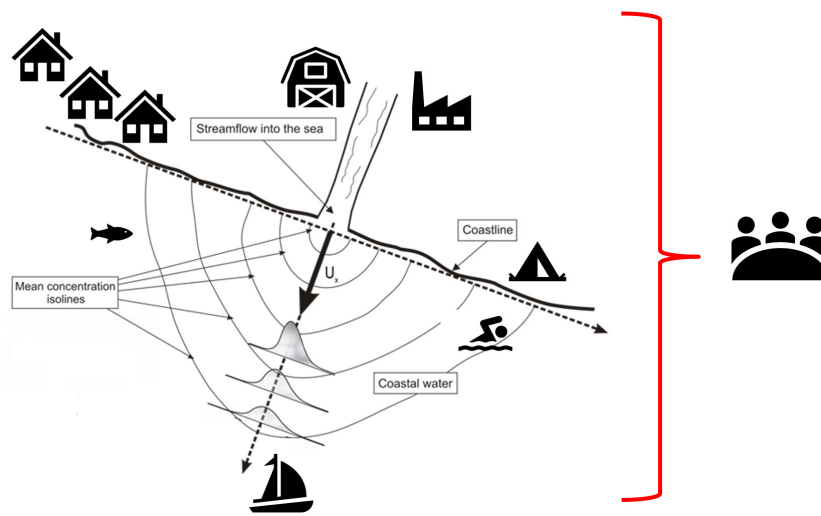 Streamflow into the sea
Coastline
Uₓ
Mean concentration
isolines
Coastal water